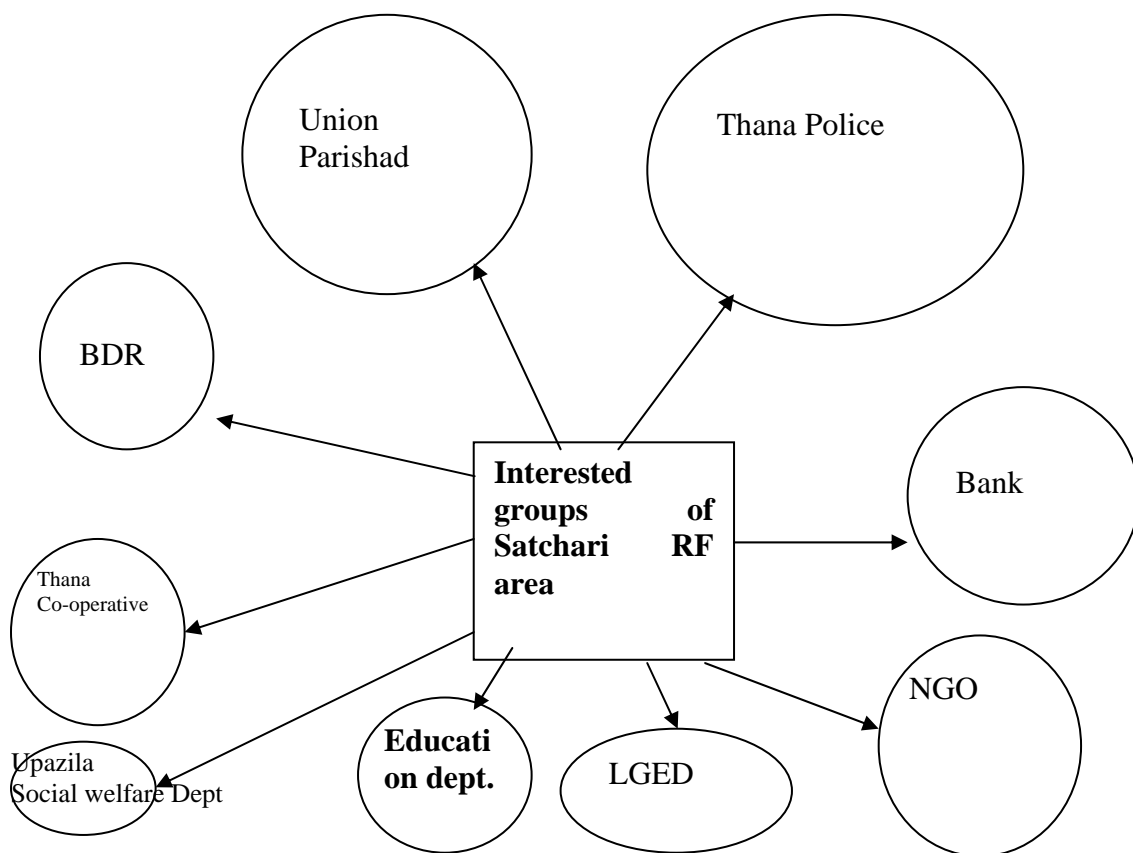 Union
Parishad
Thana Police
BDR
Interested
groups of
Satchari RF
area
Bank
Thana
Co-operative
NGO
Educati
on dept.
LGED
Upazila
Social welfare Dept